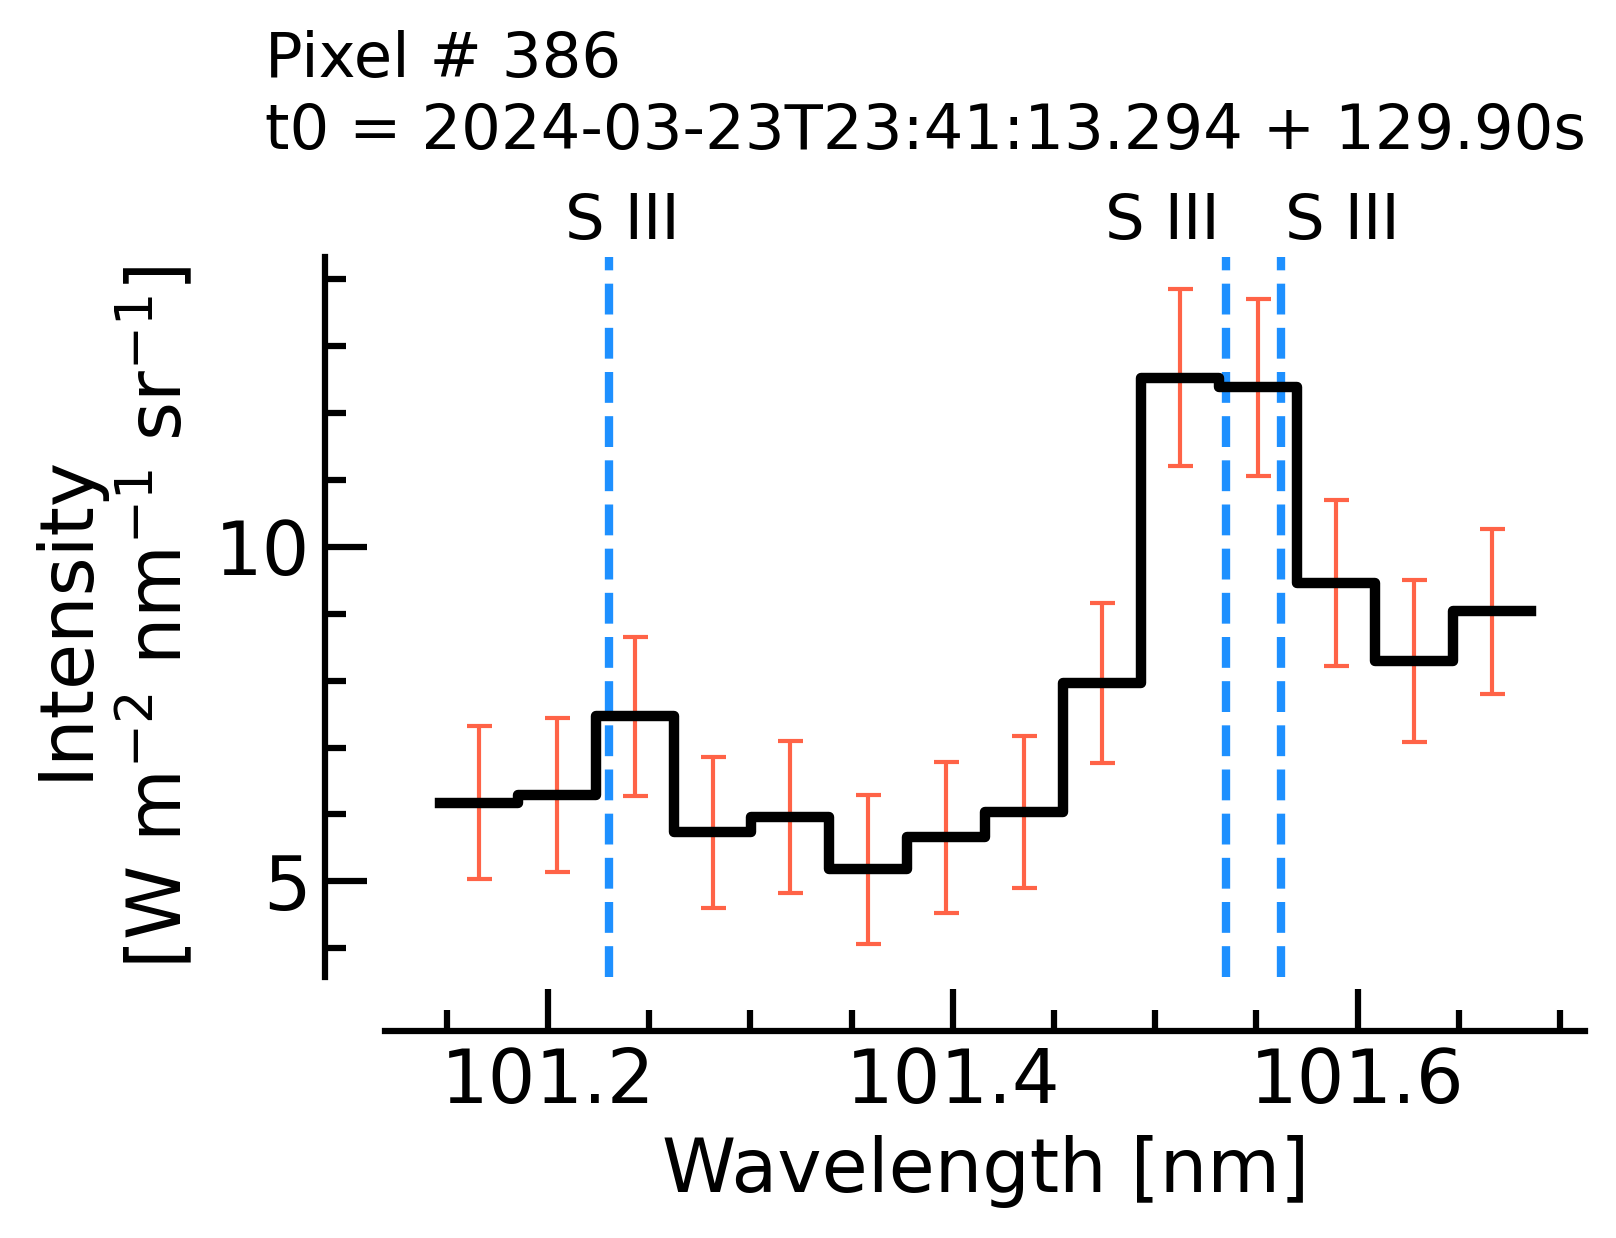 Pixel # 386
t0 = 2024-03-23T23:41:13.294 + 129.90s
S III S III S III
Intensity
[W m⁻² nm⁻¹ sr⁻¹]
10
5
101.2 101.4 101.6
Wavelength [nm]